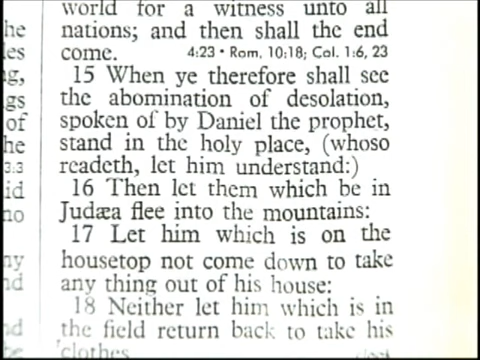 world for a witness unto all
nations; and then shall the end
come. 4:23 • Rom. 10:18; Col. 1:6, 23
15 When ye therefore shall see
the abomination of desolation,
spoken of by Daniel the prophet,
stand in the holy place, (whoso
readeth, let him understand:)
16 Then let them which be in
Judæa flee into the mountains:
17 Let him which is on the
housetop not come down to take
any thing out of his house:
18 Neither let him which is in
the field return back to take his
clothes